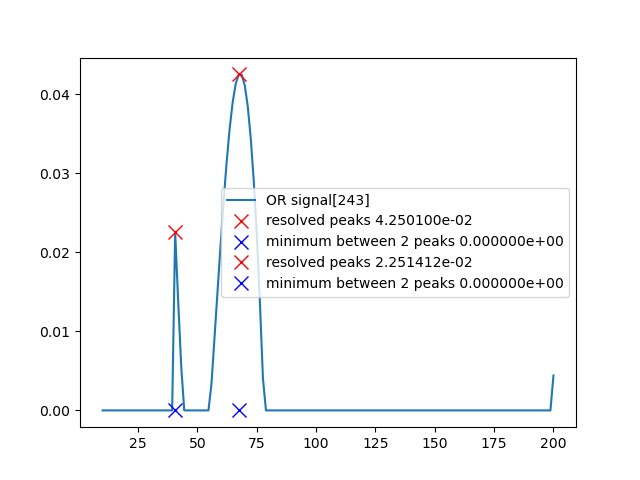 0.04
0.03
0.02
0.01
0.00
OR signal[243]
resolved peaks 4.250100e-02
minimum between 2 peaks 0.000000e+00
resolved peaks 2.251412e-02
minimum between 2 peaks 0.000000e+00
25 50 75 100 125 150 175 200